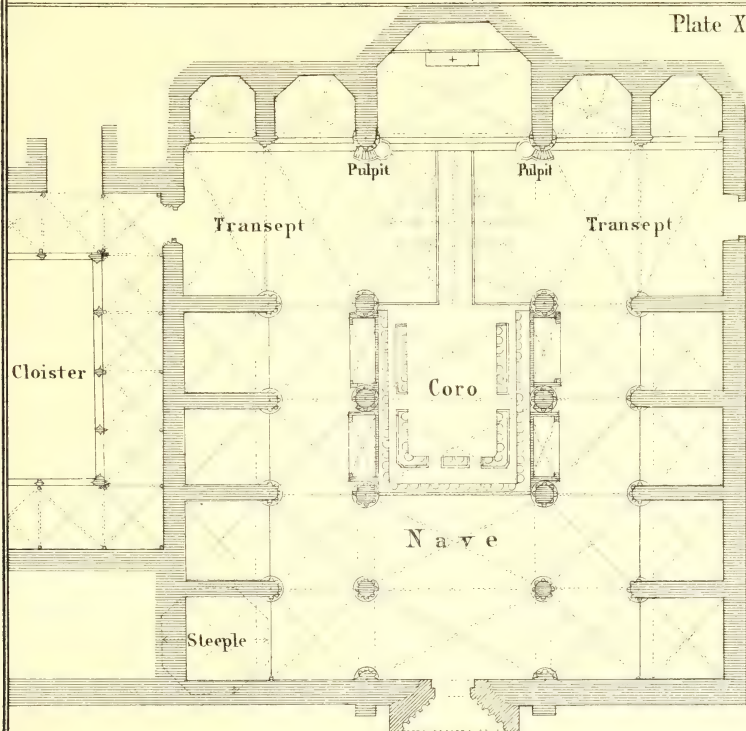 Plate X
Pulpit
Pulpit
Transept
Transept
Cloister
Coro
Nave
Steeple